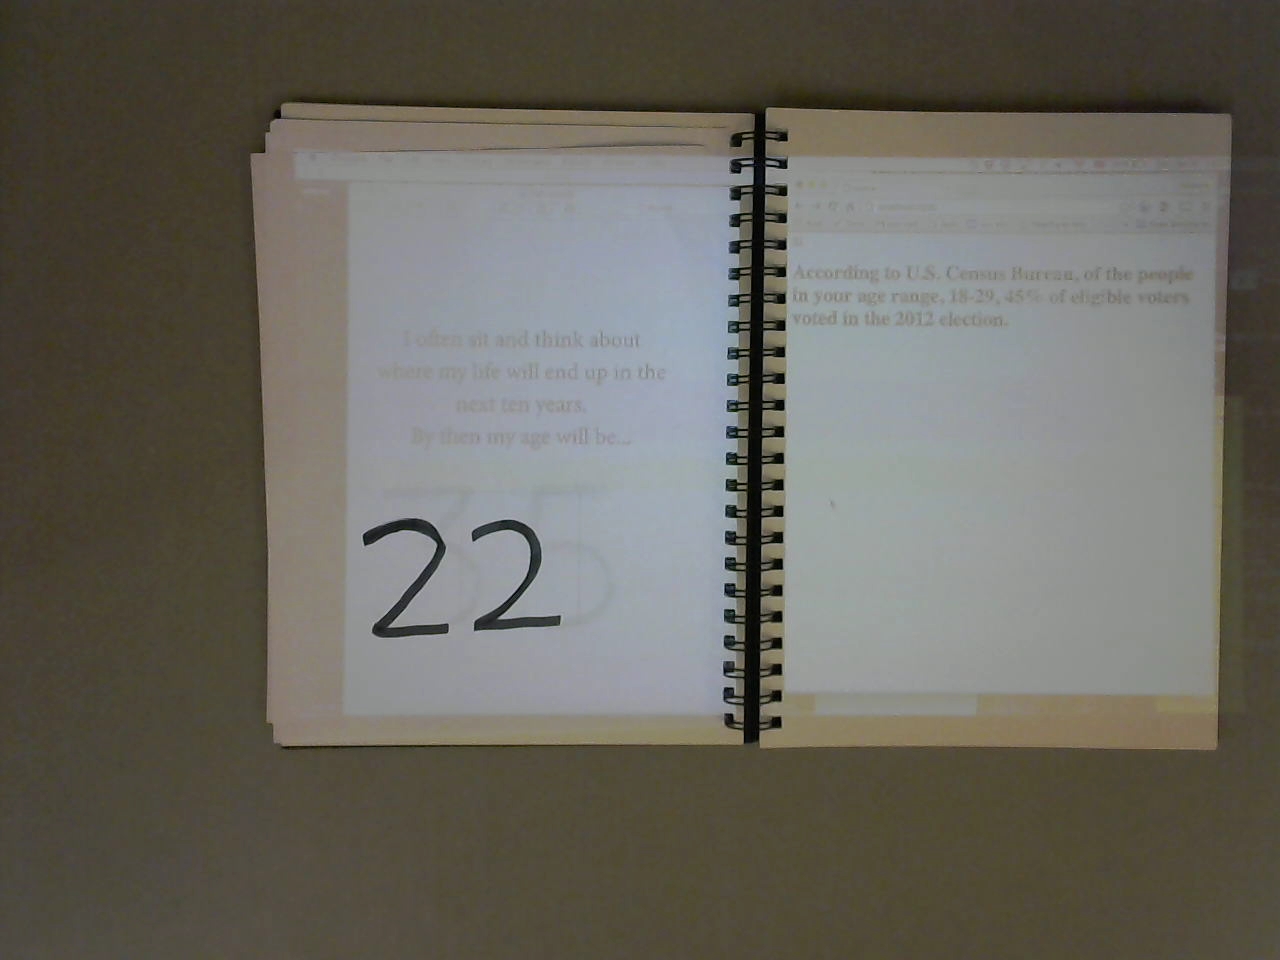 I often sit and think about
where my life will end up in the
next ten years.
By then my age will be...
35
22
According to U.S. Census Bureau, of the people
in your age range, 18-29, 45% of eligible voters
voted in the 2012 election.